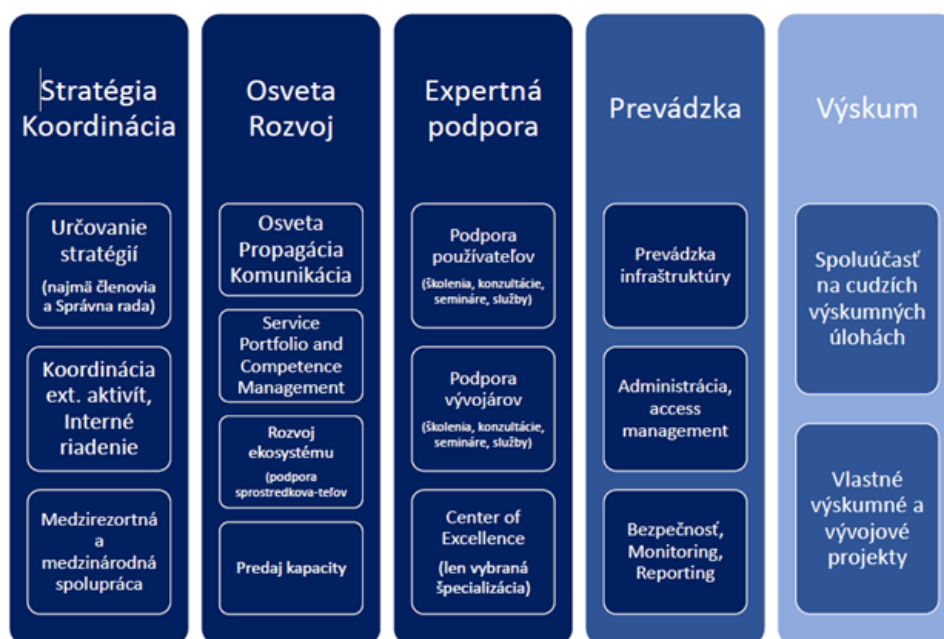 Stratégia
Koordinácia
Určovanie
stratégií
(najmä členovia
a Správna rada)
Koordinácia
ext. aktivít,
Interné
riadenie
Medzirezortná
a
medzinárodná
spolupráca
Osveta
Rozvoj
Osveta
Propagácia
Komunikácia
Service
Portfolio and
Competence
Management
Rozvoj
ekosystému
(podpora
sprostredkova-teľov
Predaj kapacity
Expertná
podpora
Podpora
používateľov
(školenia, konzultácie,
semináre, služby)
Podpora
vývojárov
(školenia, konzultácie,
semináre, služby)
Center of
Excellence
(len vybraná
špecializácia)
Prevádzka
Prevádzka
infraštruktúry
Administrácia,
access
management
Bezpečnosť,
Monitoring,
Reporting
Výskum
Spoluúčasť
na cudzích
výskumných
úlohách
Vlastné
výskumné a
vývojové
projekty